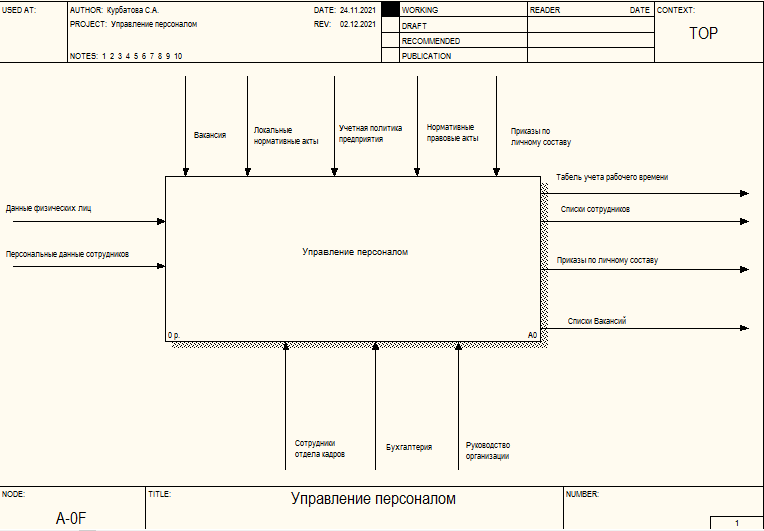 USED AT:
AUTHOR: Курбатова С.А.
DATE: 24.11.2021
WORKING
READER
DATE
CONTEXT:
PROJECT: Управление персоналом
REV: 02.12.2021
DRAFT
TOP
RECOMMENDED
NOTES: 1 2 3 4 5 6 7 8 9 10
PUBLICATION
Вакансия
Локальные
нормативные акты
Учетная политика
предприятия
Нормативные
правовые акты
Приказы по
личному составу
Данные физических лиц
Персональные данные сотрудников
Управление персоналом
0 р.
A0
Табель учета рабочего времени
Списки сотрудников
Приказы по личному составу
Списки Вакансий
Сотрудники
отдела кадров
Бухгалтерия
Руководство
организации
NODE:
A-0F
TITLE:
Управление персоналом
NUMBER:
1